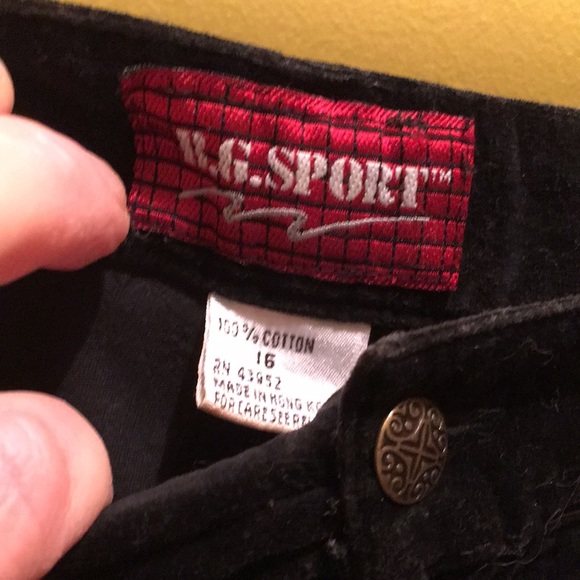 V.G.SPORT™
100% COTTON
16
RN 43952
MADE IN HONG
FOR CARE SEE